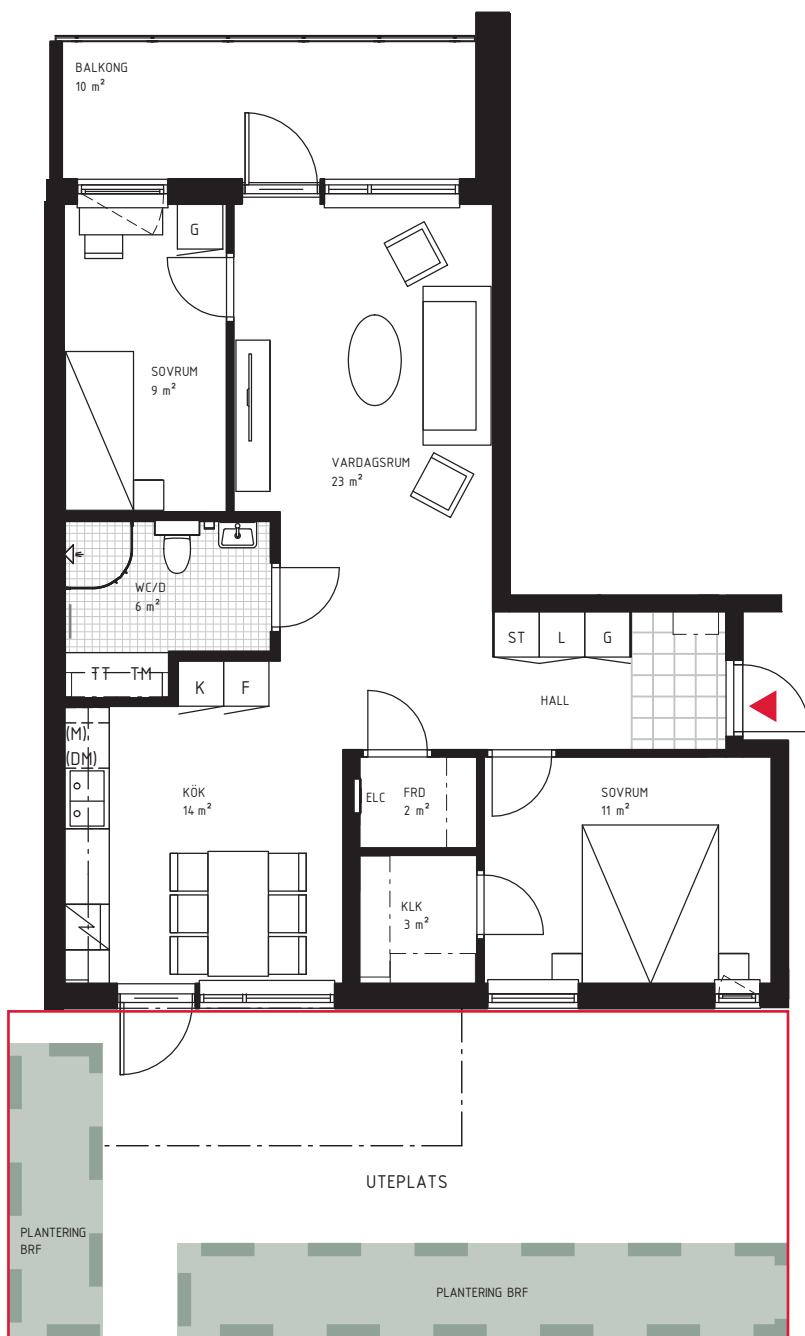 BALKONG
10 m²
G
SOVRUM
9 m²
VARDAGSRUM
23 m²
WC/D
6 m²
TT TM
K F
ST L G
HALL
(M)
(DM)
KÖK
14 m²
ELC
FRD
2 m²
SOVRUM
11 m²
KLK
3 m²
UTEPLATS
PLANTERING
BRF
PLANTERING BRF